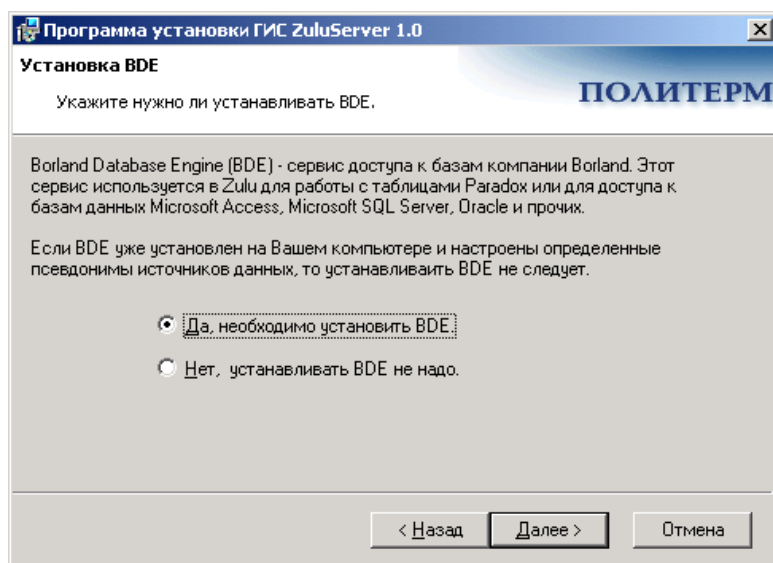 Программа установки ГИС ZuluServer 1.0
Установка BDE
Укажите нужно ли устанавливать BDE.
ПОЛИТЕРМ
Borland Database Engine (BDE) - сервис доступа к базам компании Borland. Этот
сервис используется в Zulu для работы с таблицами Paradox или для доступа к
базам данных Microsoft Access, Microsoft SQL Server, Oracle и прочих.
Если BDE уже установлен на Вашем компьютере и настроены определенные
псевдонимы источников данных, то устанавливаить BDE не следует.
Да, необходимо установить BDE.
Нет, устанавливать BDE не надо.
< Назад Далее > Отмена